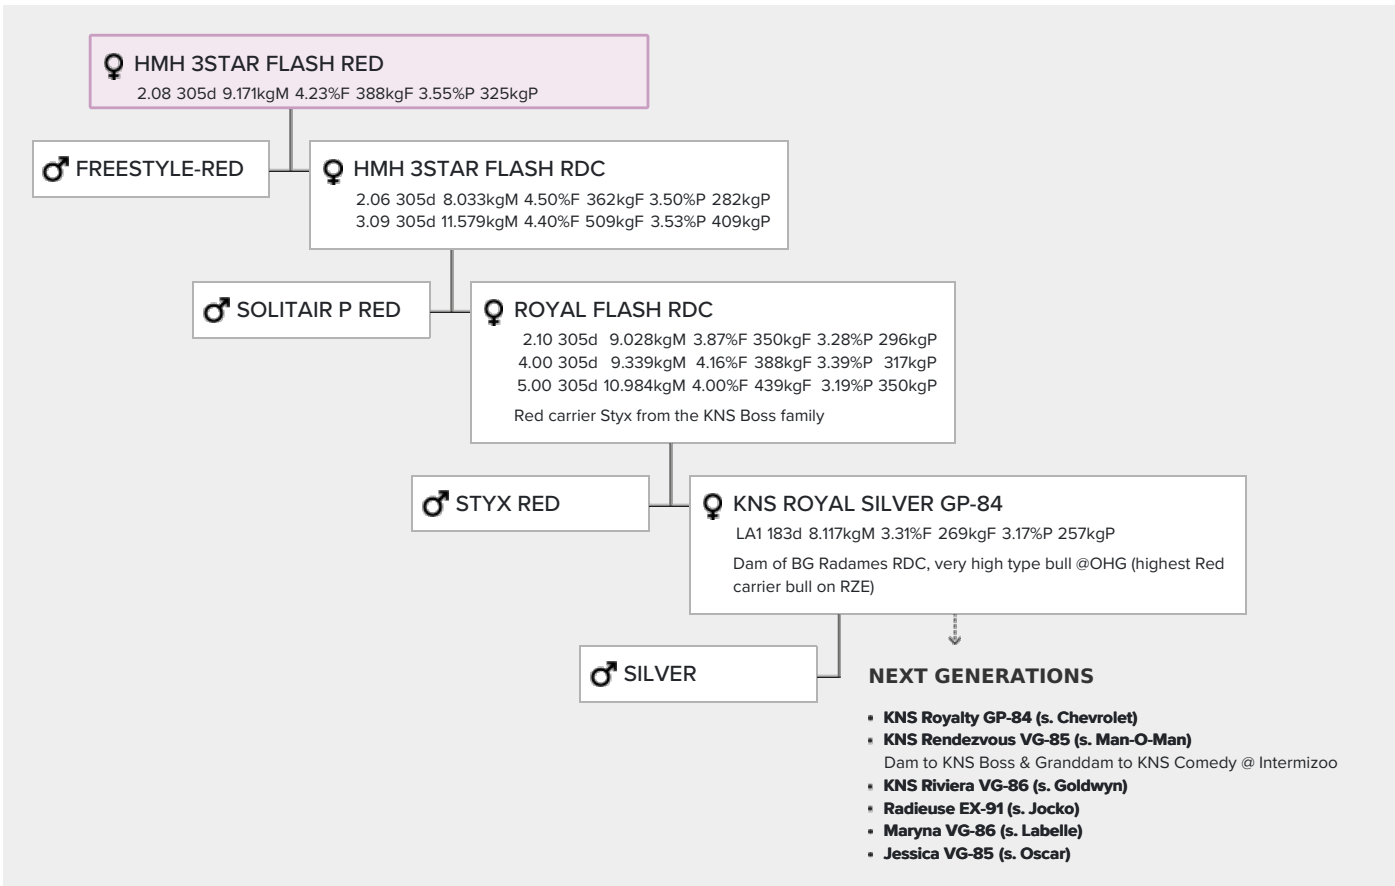 HMH 3STAR FLASH RED
2.08 305d 9.171kgM 4.23%F 388kgF 3.55%P 325kgP
FREESTYLE-RED
HMH 3STAR FLASH RDC
2.06 305d 8.033kgM 4.50%F 362kgF 3.50%P 282kgP
3.09 305d 11.579kgM 4.40%F 509kgF 3.53%P 409kgP
SOLITAIR P RED
ROYAL FLASH RDC
2.10 305d 9.028kgM 3.87%F 350kgF 3.28%P 296kgP
4.00 305d 9.339kgM 4.16%F 388kgF 3.39%P 317kgP
5.00 305d 10.984kgM 4.00%F 439kgF 3.19%P 350kgP
Red carrier Styx from the KNS Boss family
STYX RED
KNS ROYAL SILVER GP-84
LA1 183d 8.117kgM 3.31%F 269kgF 3.17%P 257kgP
Dam of BG Radames RDC, very high type bull @OHG (highest Red
carrier bull on RZE)
SILVER
NEXT GENERATIONS
• KNS Royalty GP-84 (s. Chevrolet)
• KNS Rendezvous VG-85 (s. Man-O-Man)
Dam to KNS Boss & Granddam to KNS Comedy @ Intermizoo
• KNS Riviera VG-86 (s. Goldwyn)
• Radieuse EX-91 (s. Jocko)
• Maryna VG-86 (s. Labelle)
• Jessica VG-85 (s. Oscar)